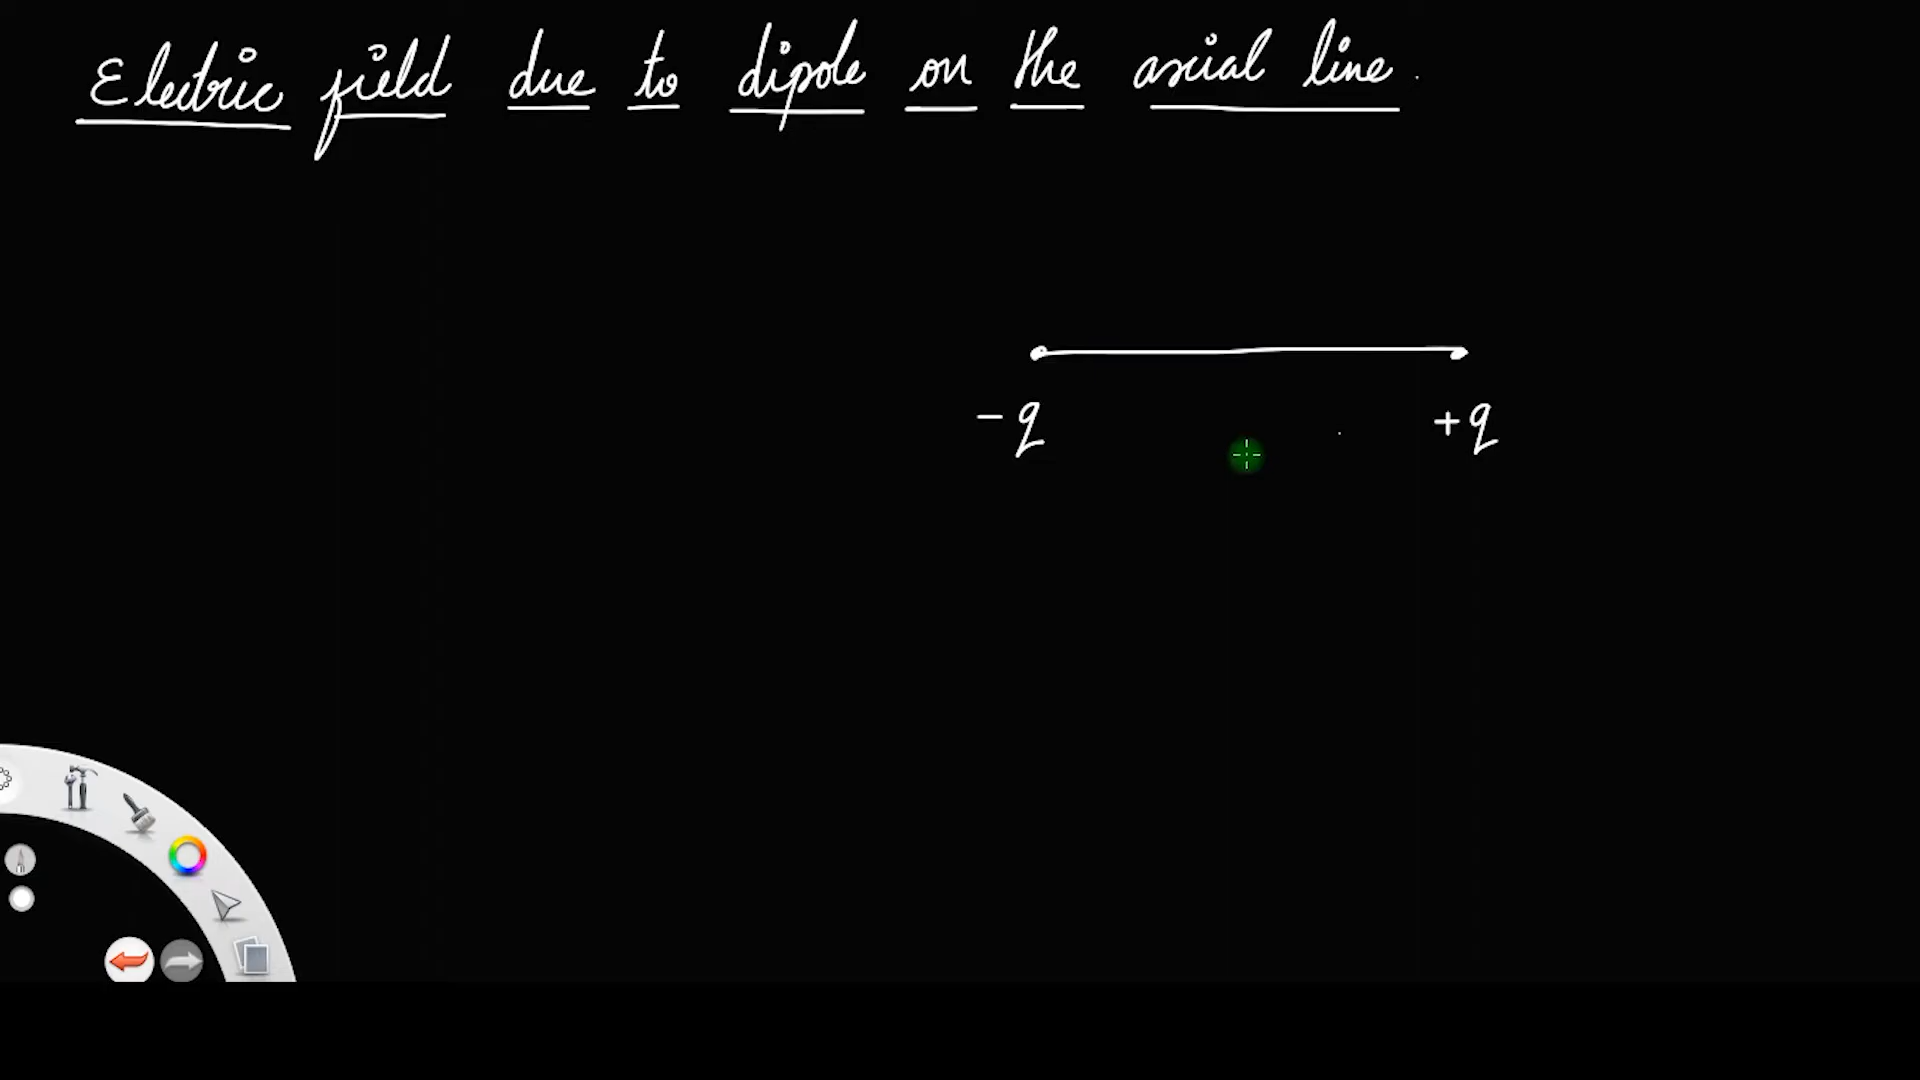 Electric field due to dipole on the axial line.
- q +q